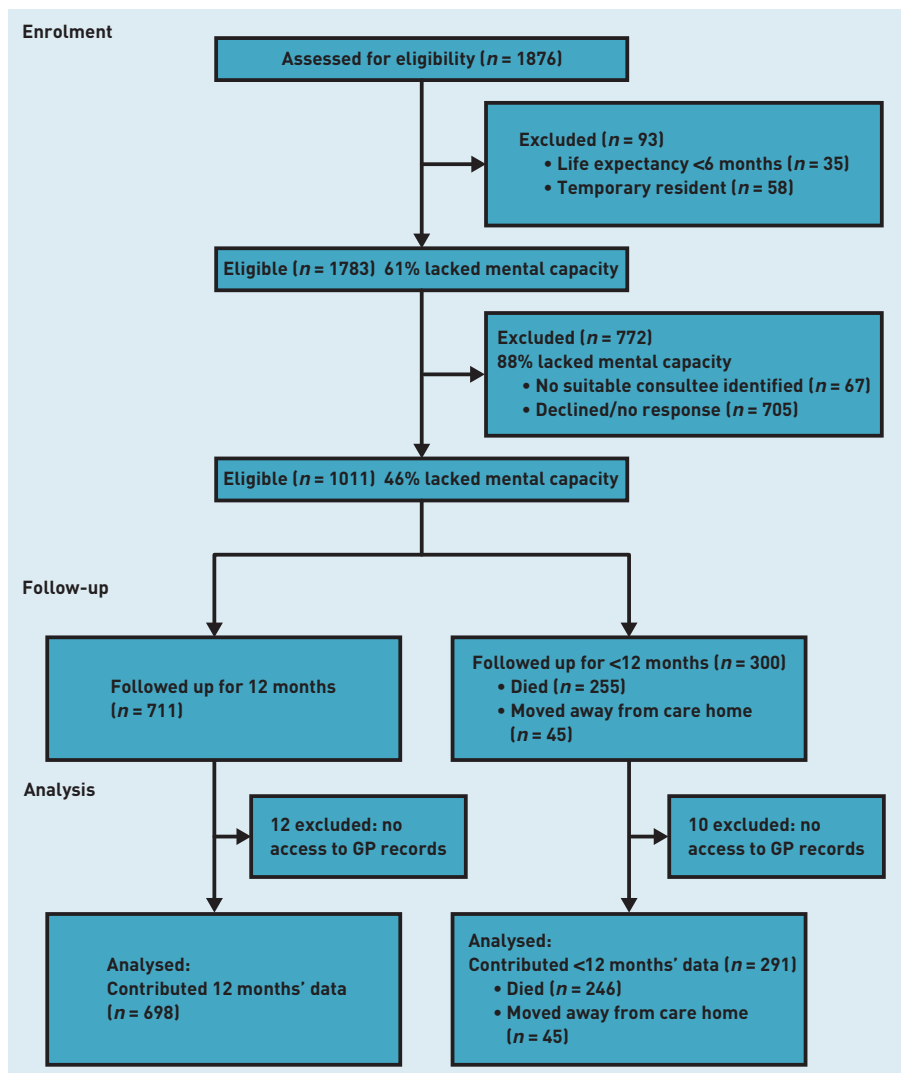 Enrolment
Assessed for eligibility (n = 1876)
Excluded (n = 93)
• Life expectancy <6 months (n = 35)
• Temporary resident (n = 58)
Eligible (n = 1783) 61% lacked mental capacity
Excluded (n = 772)
88% lacked mental capacity
• No suitable consultee identified (n = 67)
• Declined/no response (n = 705)
Eligible (n = 1011) 46% lacked mental capacity
Follow-up
Followed up for 12 months
(n = 711)
Followed up for <12 months (n = 300)
• Died (n = 255)
• Moved away from care home
(n = 45)
Analysis
12 excluded: no
access to GP records
10 excluded: no
access to GP records
Analysed:
Contributed 12 months’ data
(n = 698)
Analysed:
Contributed <12 months’ data (n = 291)
• Died (n = 246)
• Moved away from care home
(n = 45)